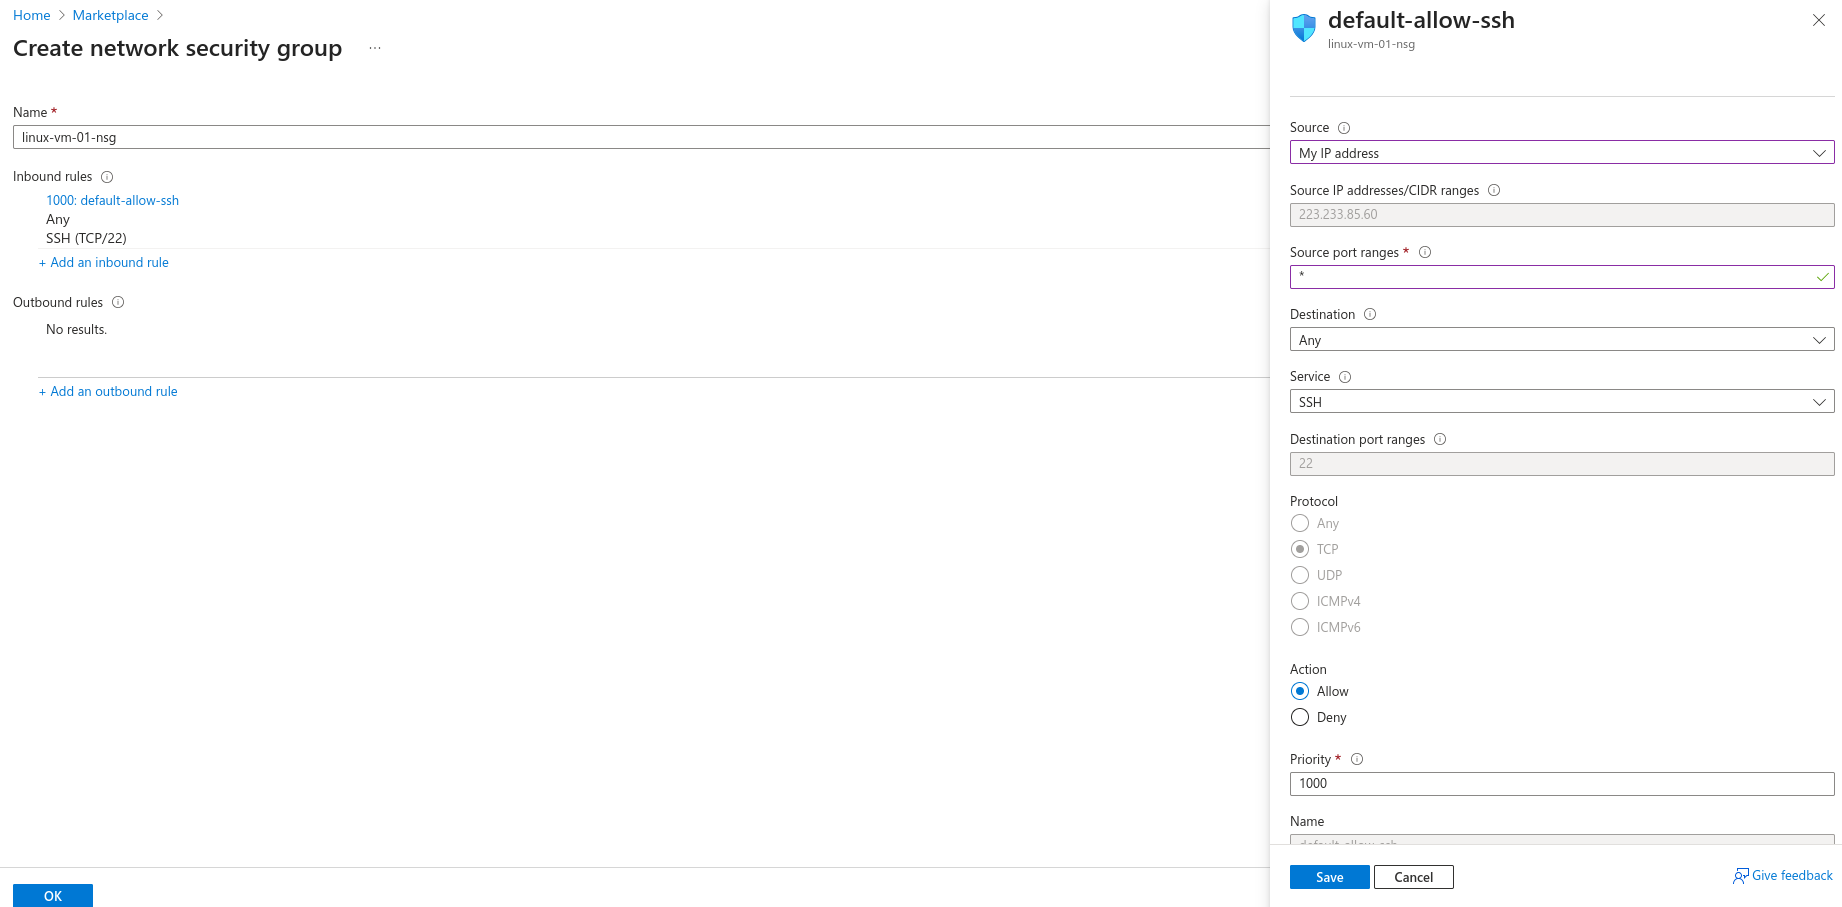 Home > Marketplace >
Create network security group ...
Name *
linux-vm-01-nsg
Inbound rules
1000: default-allow-ssh
Any
SSH (TCP/22)
+ Add an inbound rule
Outbound rules
No results.
+ Add an outbound rule
OK
default-allow-ssh
linux-vm-01-nsg
Source
My IP address
Source IP addresses/CIDR ranges
223.233.85.60
Source port ranges *
*
Destination
Any
Service
SSH
Destination port ranges
22
Protocol
Any
TCP
UDP
ICMPv4
ICMPv6
Action
Allow
Deny
Priority *
1000
Name
default-allow-ssh
Save
Cancel
Give feedback